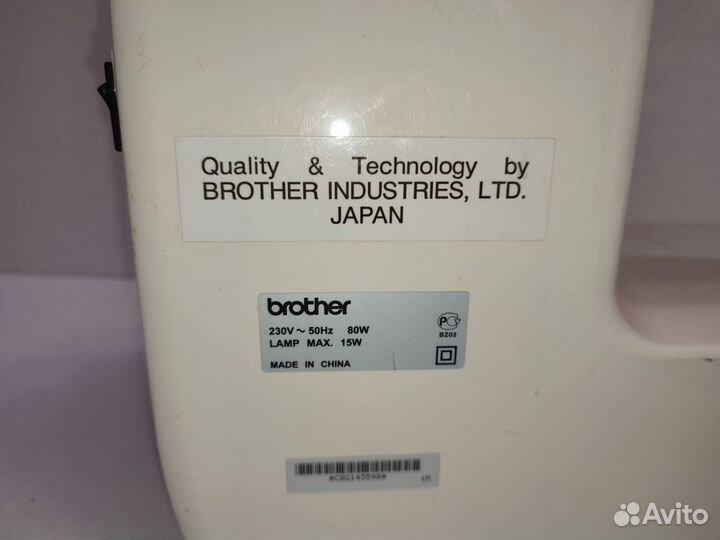 Quality & Technology by
BROTHER INDUSTRIES, LTD.
JAPAN
brother
230V ~ 50Hz 80W
LAMP MAX. 15W
MADE IN CHINA
PG
BZ02
Avito